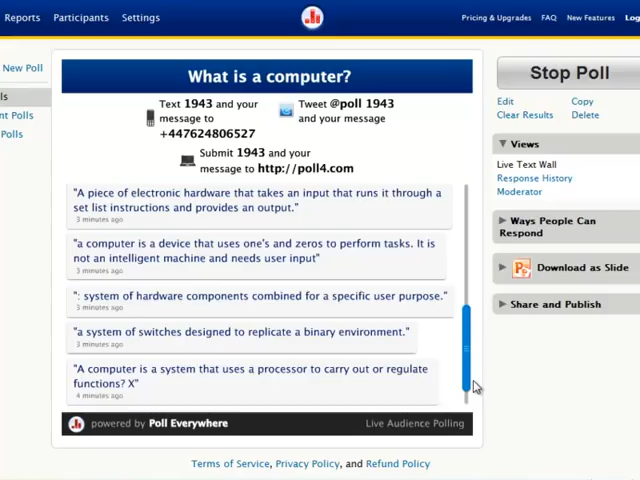 Reports Participants Settings
Pricing & Upgrades FAQ New Features Log
New Poll
ls
nt Polls
Polls
What is a computer?
Text 1943 and your
message to
+447624806527
Tweet @poll 1943
and your message
Submit 1943 and your
message to http://poll4.com
"A piece of electronic hardware that takes an input that runs it through a
set list instructions and provides an output."
3 minutes ago
"a computer is a device that uses one's and zeros to perform tasks. It is
not an intelligent machine and needs user input"
3 minutes ago
": system of hardware components combined for a specific user purpose."
3 minutes ago
"a system of switches designed to replicate a binary environment."
3 minutes ago
"A computer is a system that uses a processor to carry out or regulate
functions? X"
4 minutes ago
powered by Poll Everywhere
Live Audience Polling
Stop Poll
Edit Copy
Clear Results Delete
Views
Live Text Wall
Response History
Moderator
Ways People Can
Respond
Download as Slide
Share and Publish
Terms of Service, Privacy Policy, and Refund Policy